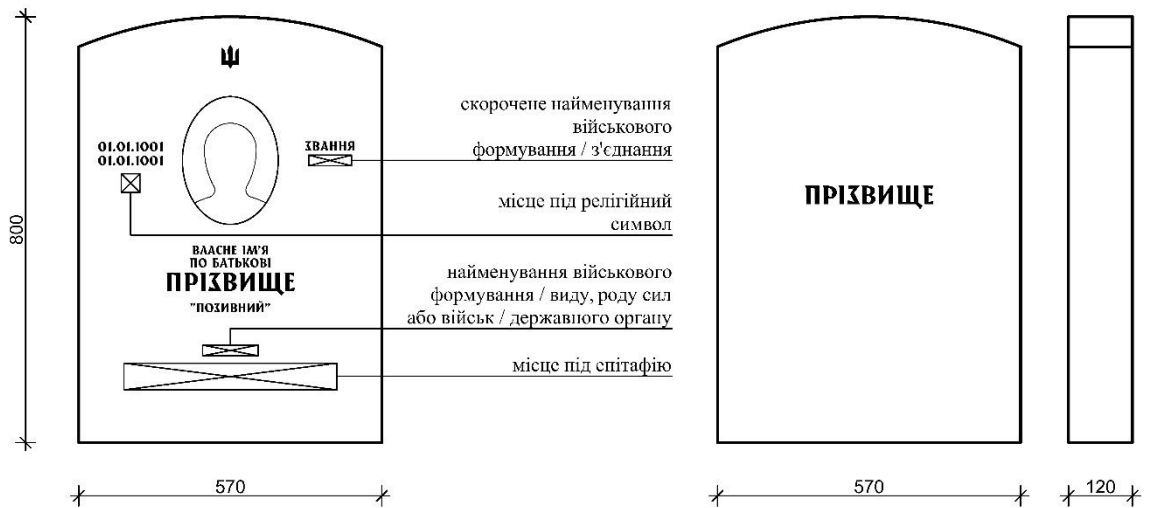 01.01.1001
01.01.1001
ЗВАННЯ
ВЛАСНЕ ІМ'Я
ПО БАТЬКОВІ
ПРІЗВИЩЕ
"ПОЗИВНИЙ"
скорочене найменування
військового
формування / з'єднання
місце під релігійний
символ
найменування військового
формування / виду, роду сил
або військ / державного органу
місце під епітафію
800
570
ПРІЗВИЩЕ
570
120